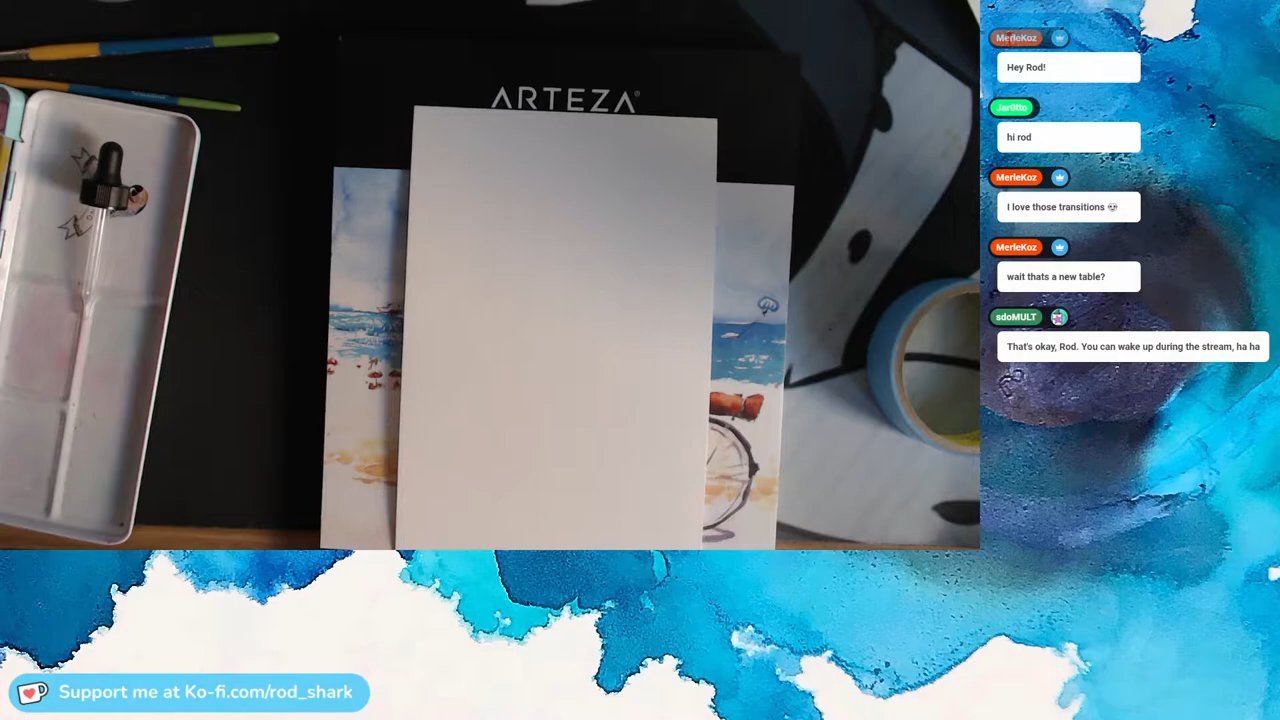 ARTEZA®
MerleKoz
Hey Rod!
Jar0tto
hi rod
MerleKoz
I love those transitions 💀
MerleKoz
wait thats a new table?
sdoMULT
That's okay, Rod. You can wake up during the stream, ha ha
Support me at Ko-fi.com/rod_shark